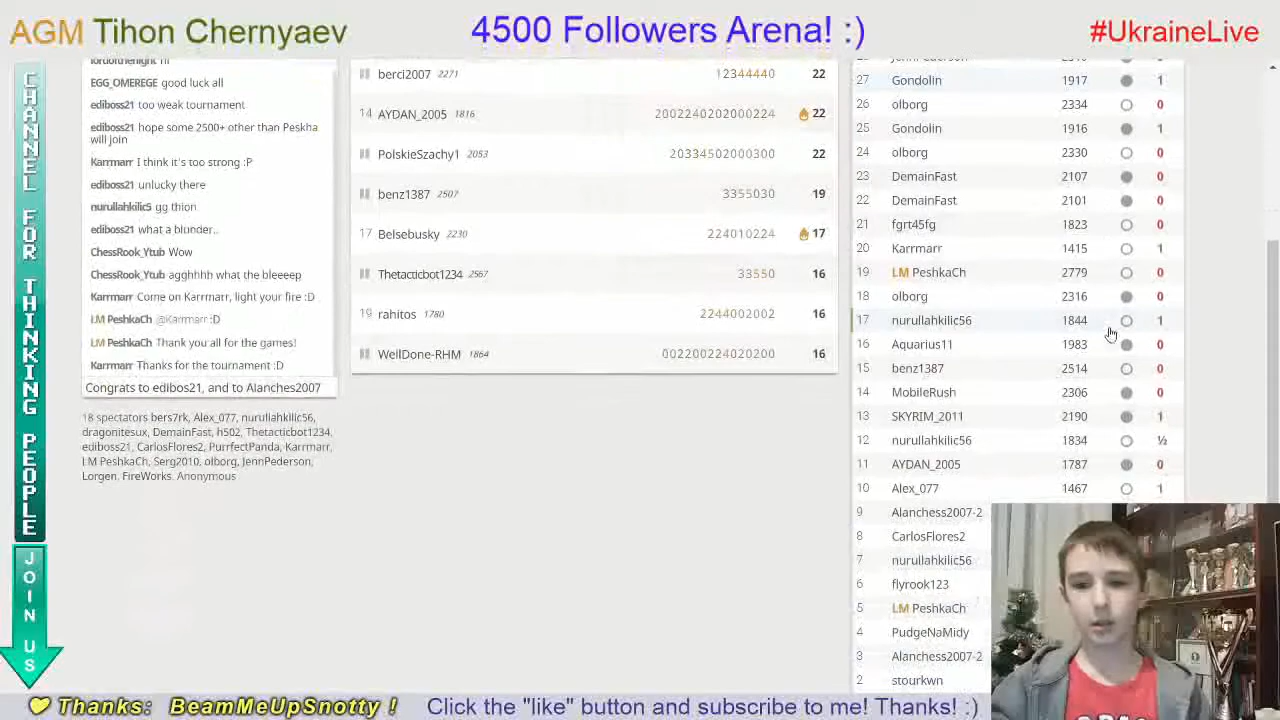 AGM Tihon Chernyaev
4500 Followers Arena! :)
#UkraineLive
CHANNEL FOR THINKING PEOPLE
JOIN US
EGG_OMEREGE good luck all
ediboss21 too weak tournament
ediboss21 hope some 2500+ other than Peskha
will join
Karrmarr I think it's too strong :P
ediboss21 unlucky there
nurullahkilic5 gg thion
ediboss21 what a blunder..
ChessRook_Ytub Wow
ChessRook_Ytub agghhhh what the bleeeep
Karrmarr Come on Karrmarr, light your fire :D
LM PeshkaCh @Karrmarr :D
LM PeshkaCh Thank you all for the games!
Karrmarr Thanks for the tournament :D
Congrats to edibos21, and to Alanches2007
18 spectators bers7rk, Alex_077, nurullahkilic56,
dragonitesux, DemainFast, h502, Thetacticbot1234,
ediboss21, CarlosFlores2, PurrfectPanda, Karrmarr,
LM PeshkaCh, Serg2010, olborg, JennPederson,
Lorgen, FireWorks, Anonymous
berci2007 2271 12344440 22
14 AYDAN_2005 1816 2002240202000224 22
PolskieSzachy1 2053 20334502000300 22
benz1387 2507 3355030 19
17 Belsebusky 2230 224010224 17
Thetacticbot1234 2567 33550 16
19 rahitos 1780 2244002002 16
WellDone-RHM 1864 002200224020200 16
27 Gondolin 1917 1
26 olborg 2334 0
25 Gondolin 1916 1
24 olborg 2330 0
23 DemainFast 2107 0
22 DemainFast 2101 0
21 fgrt45fg 1823 0
20 Karrmarr 1415 1
19 LM PeshkaCh 2779 0
18 olborg 2316 0
17 nurullahkilic56 1844 1
16 Aquarius11 1983 0
15 benz1387 2514 0
14 MobileRush 2306 0
13 SKYRIM_2011 2190 1
12 nurullahkilic56 1834 ½
11 AYDAN_2005 1787 0
10 Alex_077 1467 1
9 Alanchess2007-2
8 CarlosFlores2
7 nurullahkilic56
6 flyrook123
5 LM PeshkaCh
4 PudgeNaMidy
3 Alanchess2007-2
2 stourkwn
Thanks: BeamMeUpSnotty !
Click the "like" button and subscribe to me! Thanks! :)